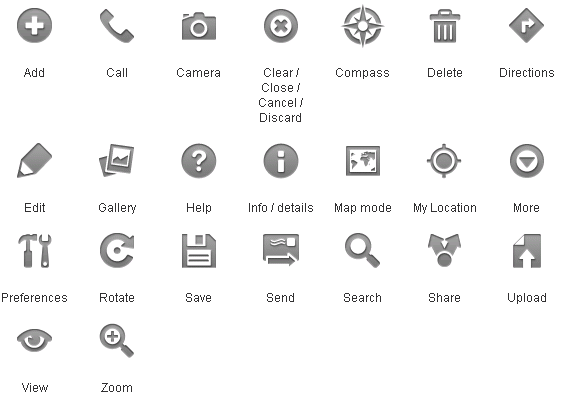 Add
Call
Camera
Clear /
Close /
Cancel /
Discard
Compass
Delete
Directions
Edit
Gallery
Help
Info / details
Map mode
My Location
More
Preferences
Rotate
Save
Send
Search
Share
Upload
View
Zoom